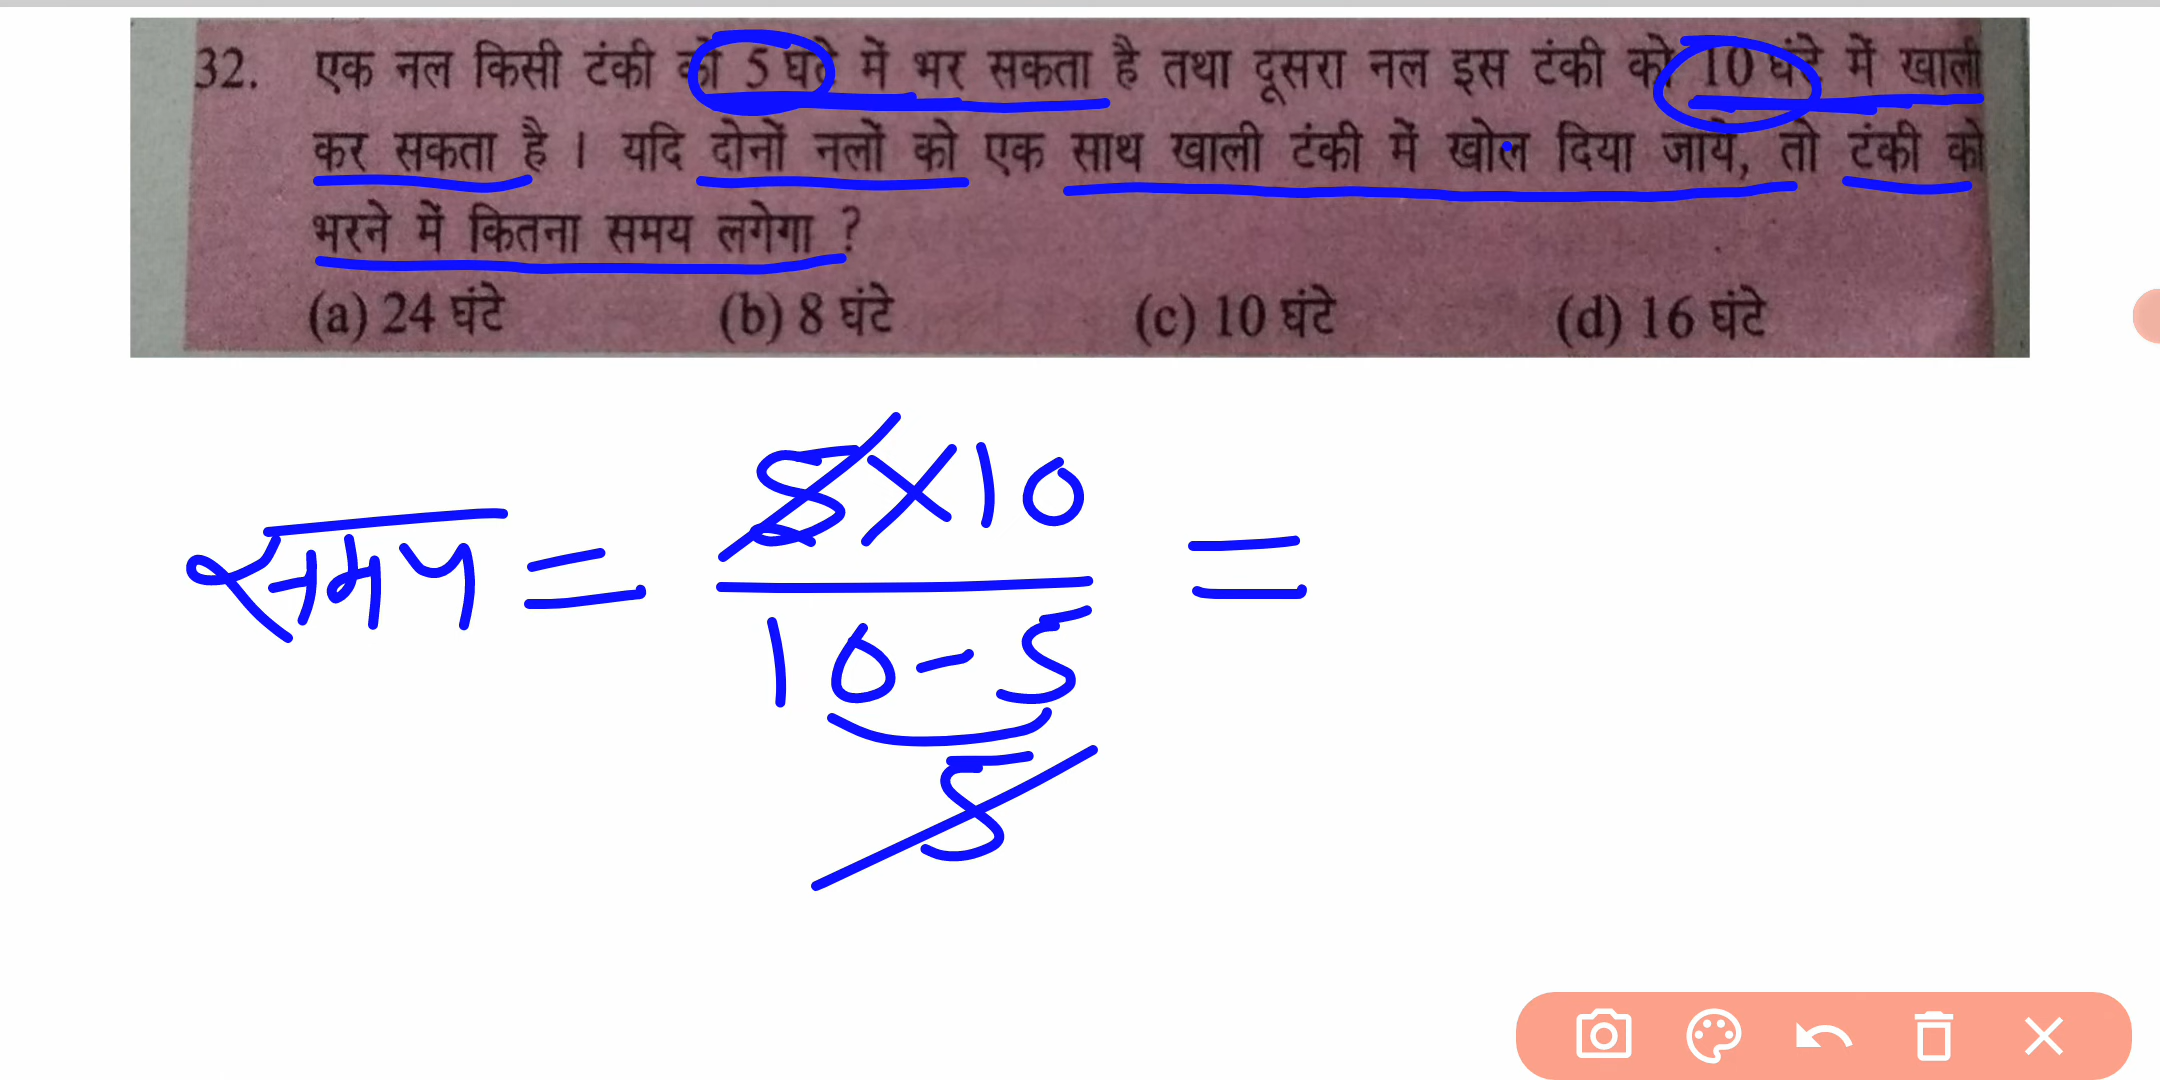 32. एक नल किसी टंकी को 5 घंटे में भर सकता है तथा दूसरा नल इस टंकी को 10 घंटे में खाली
कर सकता है । यदि दोनों नलों को एक साथ खाली टंकी में खोल दिया जाये, तो टंकी को
भरने में कितना समय लगेगा ?
(a) 24 घंटे (b) 8 घंटे (c) 10 घंटे (d) 16 घंटे
समय = 5×10 =
10-5
5